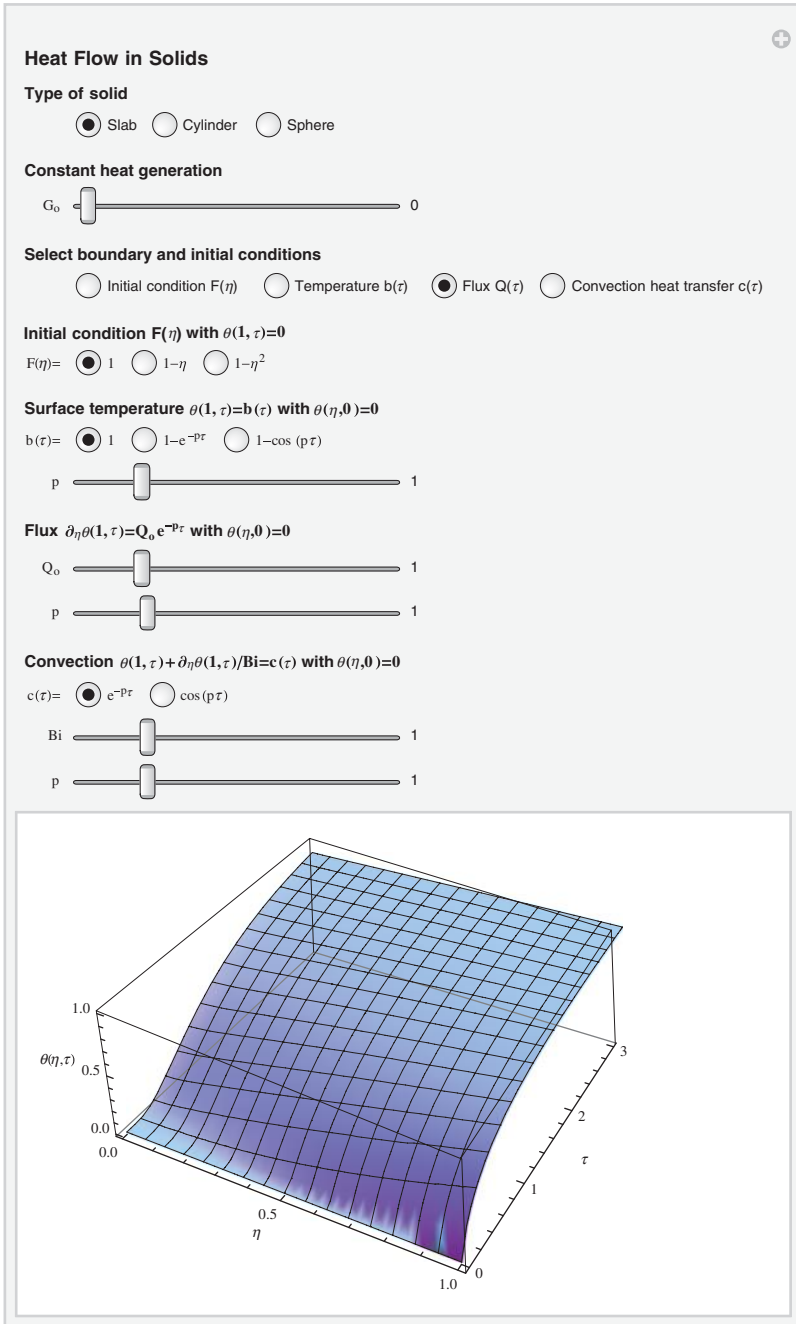 Heat Flow in Solids
Type of solid
Slab Cylinder Sphere
Constant heat generation
Gₒ 0
Select boundary and initial conditions
Initial condition F(η) Temperature b(τ) Flux Q(τ) Convection heat transfer c(τ)
Initial condition F(η) with θ(1,τ)=0
F(η)= 1 1−η 1−η²
Surface temperature θ(1,τ)=b(τ) with θ(η,0)=0
b(τ)= 1 1−e^−pτ 1−cos (pτ)
p 1
Flux ∂ηθ(1,τ)=Qₒ e^−pτ with θ(η,0)=0
Qₒ 1
p 1
Convection θ(1,τ)+∂ηθ(1,τ)/Bi=c(τ) with θ(η,0)=0
c(τ)= e^−pτ cos(pτ)
Bi 1
p 1
1.0
θ(η,τ)
0.5
0.0
0.0
0.5
η
1.0
0
1
τ
2
3